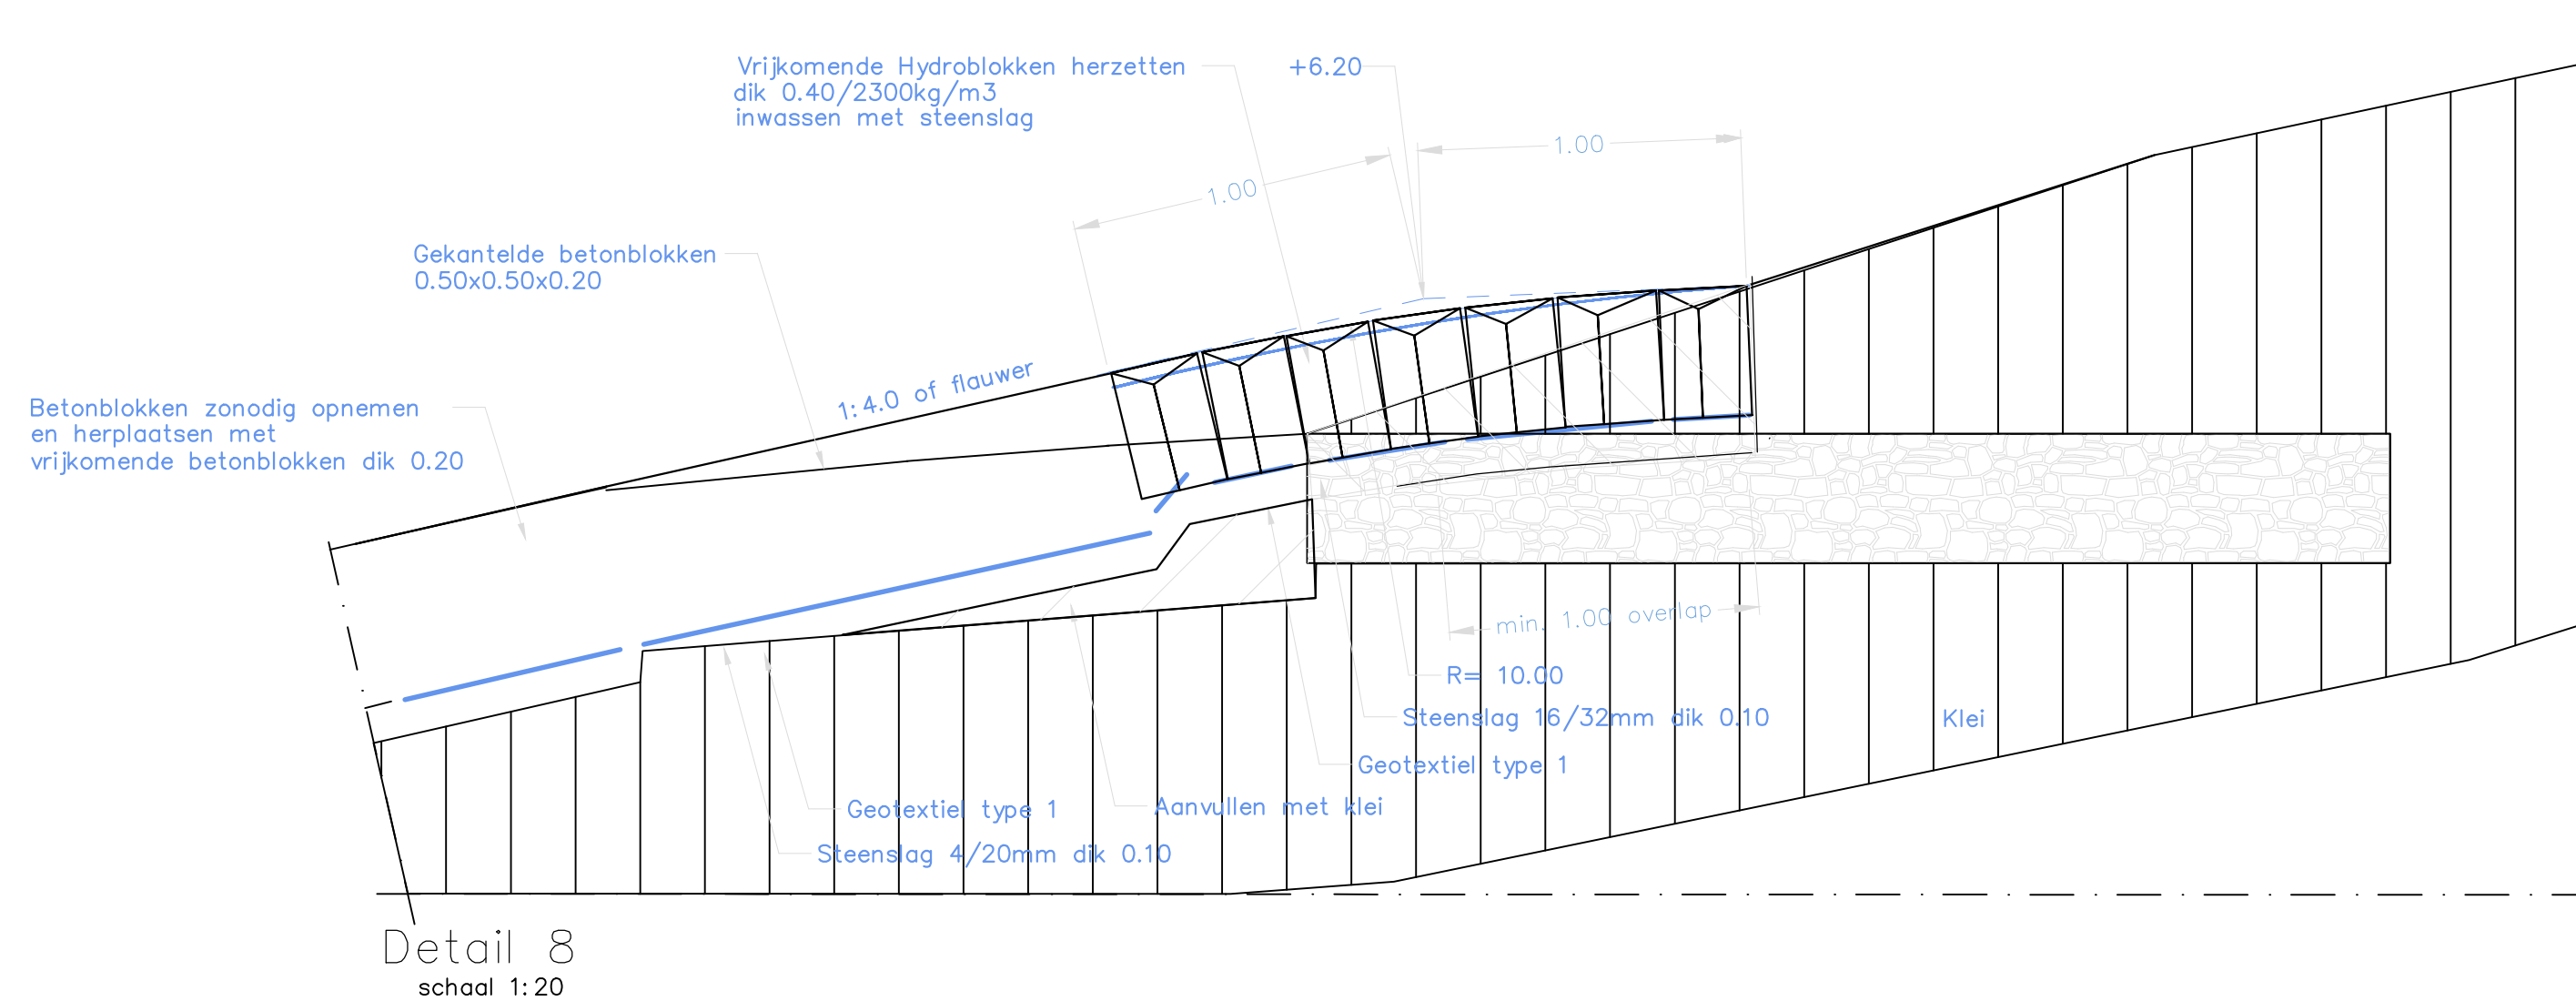 Vrijkomende Hydroblokken herzetten
dik 0.40/2300kg/m3
inwassen met steenslag
+6.20
1.00
1.00
Gekantelde betonblokken
0.50x0.50x0.20
1:4.0 of flauwer
Betonblokken zonodig opnemen
en herplaatsen met
vrijkomende betonblokken dik 0.20
min. 1.00 overlap
R= 10.00
Steenslag 16/32mm dik 0.10
Klei
Geotextiel type 1
Geotextiel type 1
Aanvullen met klei
Steenslag 4/20mm dik 0.10
Detail 8
schaal 1:20